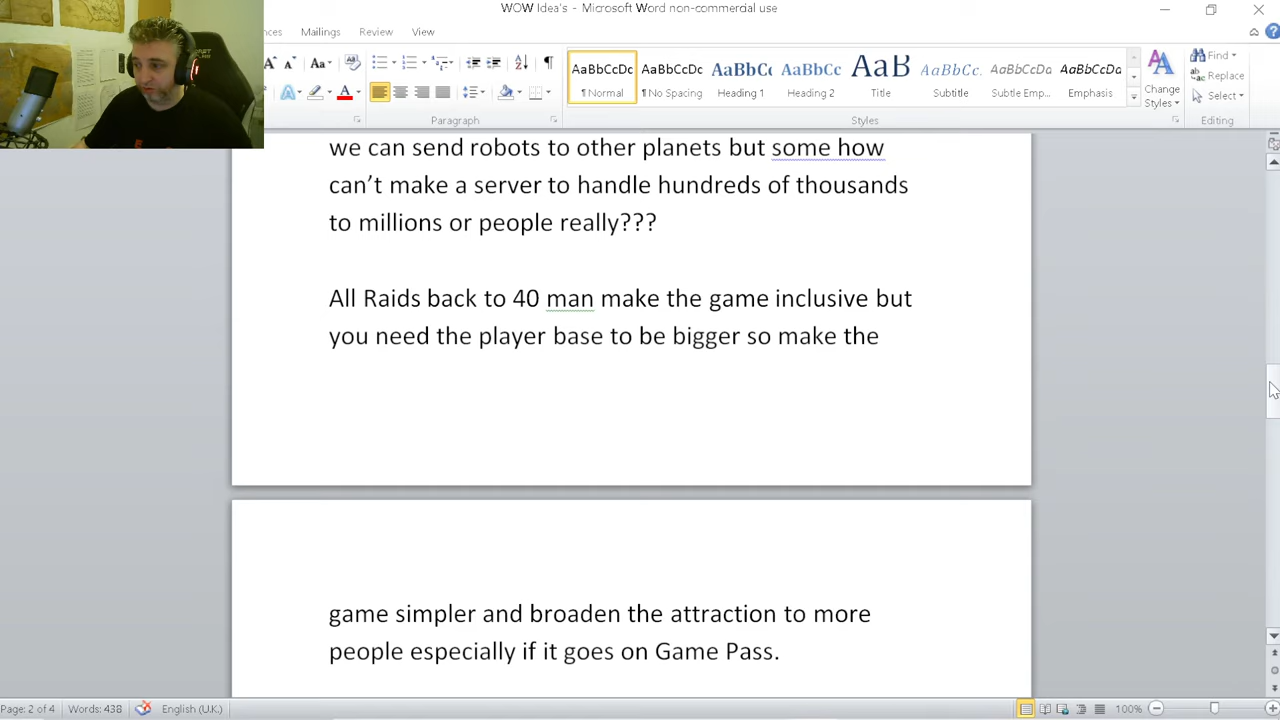 WOW Idea's - Microsoft Word non-commercial use
Mailings Review View
Aa
AaBbCcDc AaBbCcDc AaBbCc AaBbCc AaB AaBbCc. AaBbCcDa AaBbCcDa
¶ Normal ¶ No Spacing Heading 1 Heading 2 Title Subtitle Subtle Emp... Emphasis
Change Styles
Find
Replace
Select
Paragraph Styles Editing
we can send robots to other planets but some how
can't make a server to handle hundreds of thousands
to millions or people really???
All Raids back to 40 man make the game inclusive but
you need the player base to be bigger so make the
game simpler and broaden the attraction to more
people especially if it goes on Game Pass.
Page: 2 of 4 Words: 438 English (U.K.) 100%